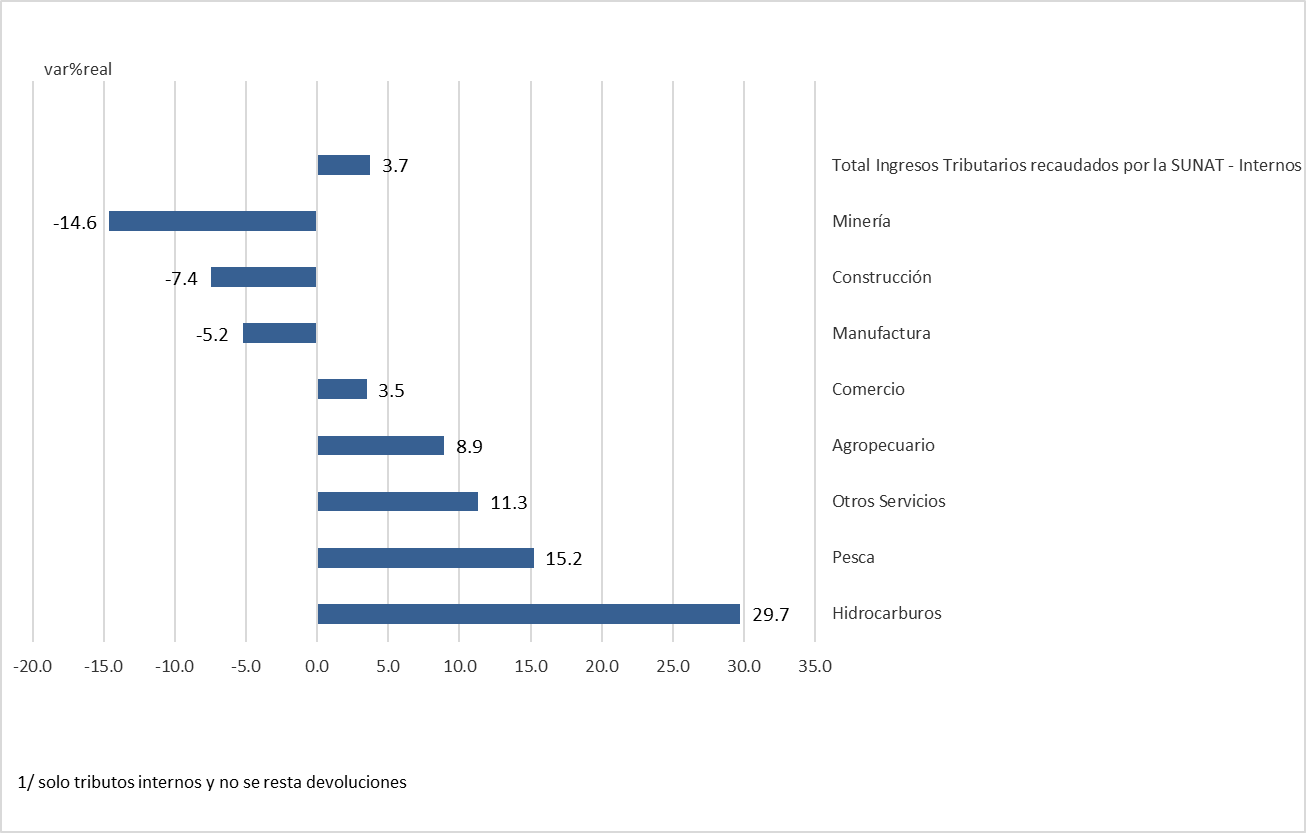 var%real
3.7 Total Ingresos Tributarios recaudados por la SUNAT - Internos
-14.6 Minería
-7.4 Construcción
-5.2 Manufactura
3.5 Comercio
8.9 Agropecuario
11.3 Otros Servicios
15.2 Pesca
29.7 Hidrocarburos
-20.0 -15.0 -10.0 -5.0 0.0 5.0 10.0 15.0 20.0 25.0 30.0 35.0
1/ solo tributos internos y no se resta devoluciones